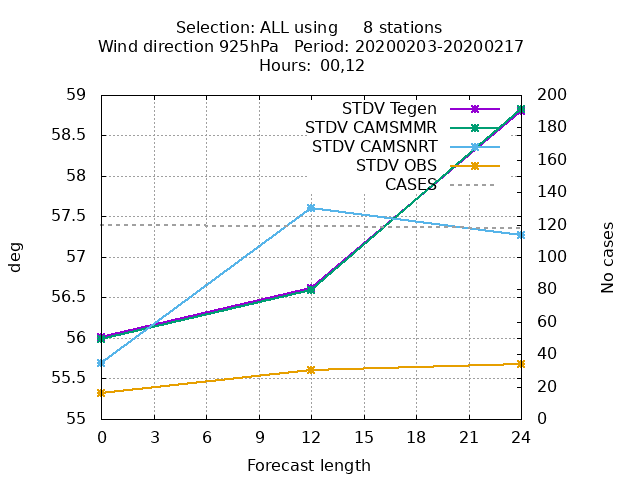 Selection: ALL using     8 stations
Wind direction 925hPa   Period: 20200203-20200217
Hours: 00,12
59
58.5
58
57.5
57
56.5
56
55.5
55
deg
STDV Tegen
STDV CAMSMMR
STDV CAMSNRT
STDV OBS
CASES
200
180
160
140
120
100
80
60
40
20
0
No cases
0 3 6 9 12 15 18 21 24
Forecast length